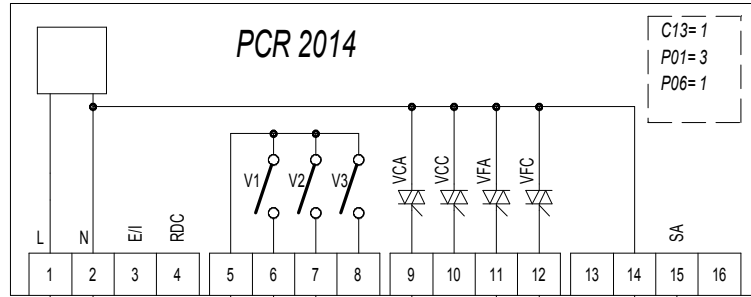 PCR 2014
C13= 1
P01= 3
P06= 1
V1 V2 V3
VCA VCC VFA VFC
L N E/I RDC SA
1 2 3 4 5 6 7 8 9 10 11 12 13 14 15 16